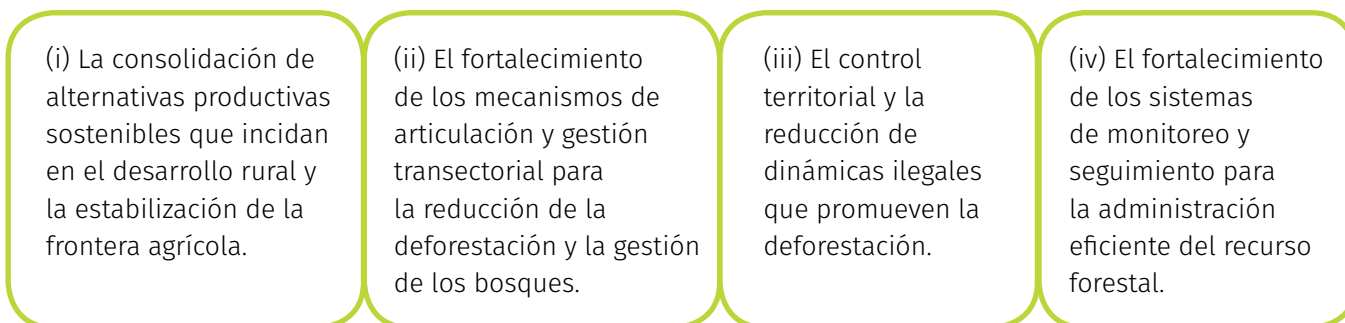 (i) La consolidación de
alternativas productivas
sostenibles que incidan
en el desarrollo rural y
la estabilización de la
frontera agrícola.
(ii) El fortalecimiento
de los mecanismos de
articulación y gestión
transectorial para
la reducción de la
deforestación y la gestión
de los bosques.
(iii) El control
territorial y la
reducción de
dinámicas ilegales
que promueven la
deforestación.
(iv) El fortalecimiento
de los sistemas
de monitoreo y
seguimiento para
la administración
eficiente del recurso
forestal.